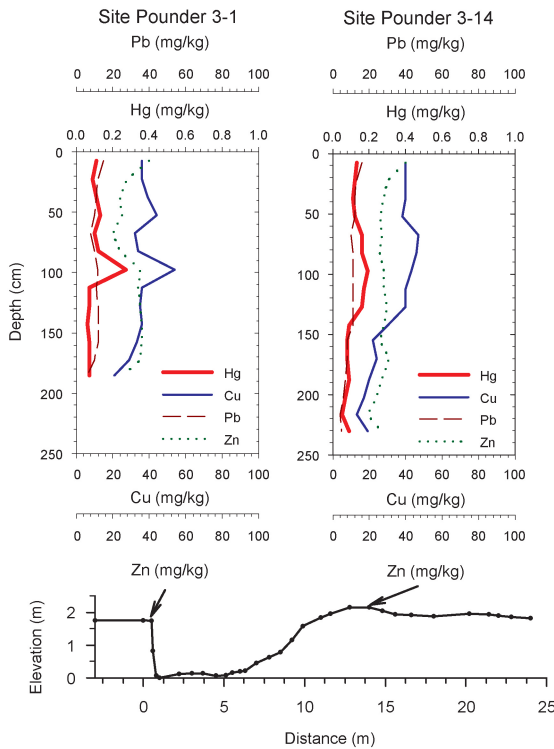 Site Pounder 3-1
Site Pounder 3-14
Pb (mg/kg)
Pb (mg/kg)
0 20 40 60 80 100
0 20 40 60 80 100
Hg (mg/kg)
Hg (mg/kg)
0.0 0.2 0.4 0.6 0.8 1.0
0.0 0.2 0.4 0.6 0.8 1.0
Depth (cm)
0
50
100
150
200
250
0
50
100
150
200
250
Hg
Cu
Pb
Zn
Hg
Cu
Pb
Zn
0 20 40 60 80 100
0 20 40 60 80 100
Cu (mg/kg)
Cu (mg/kg)
0 20 40 60 80 100
0 20 40 60 80 100
Zn (mg/kg)
Zn (mg/kg)
Elevation (m)
2
1
0
0 5 10 15 20 25
Distance (m)